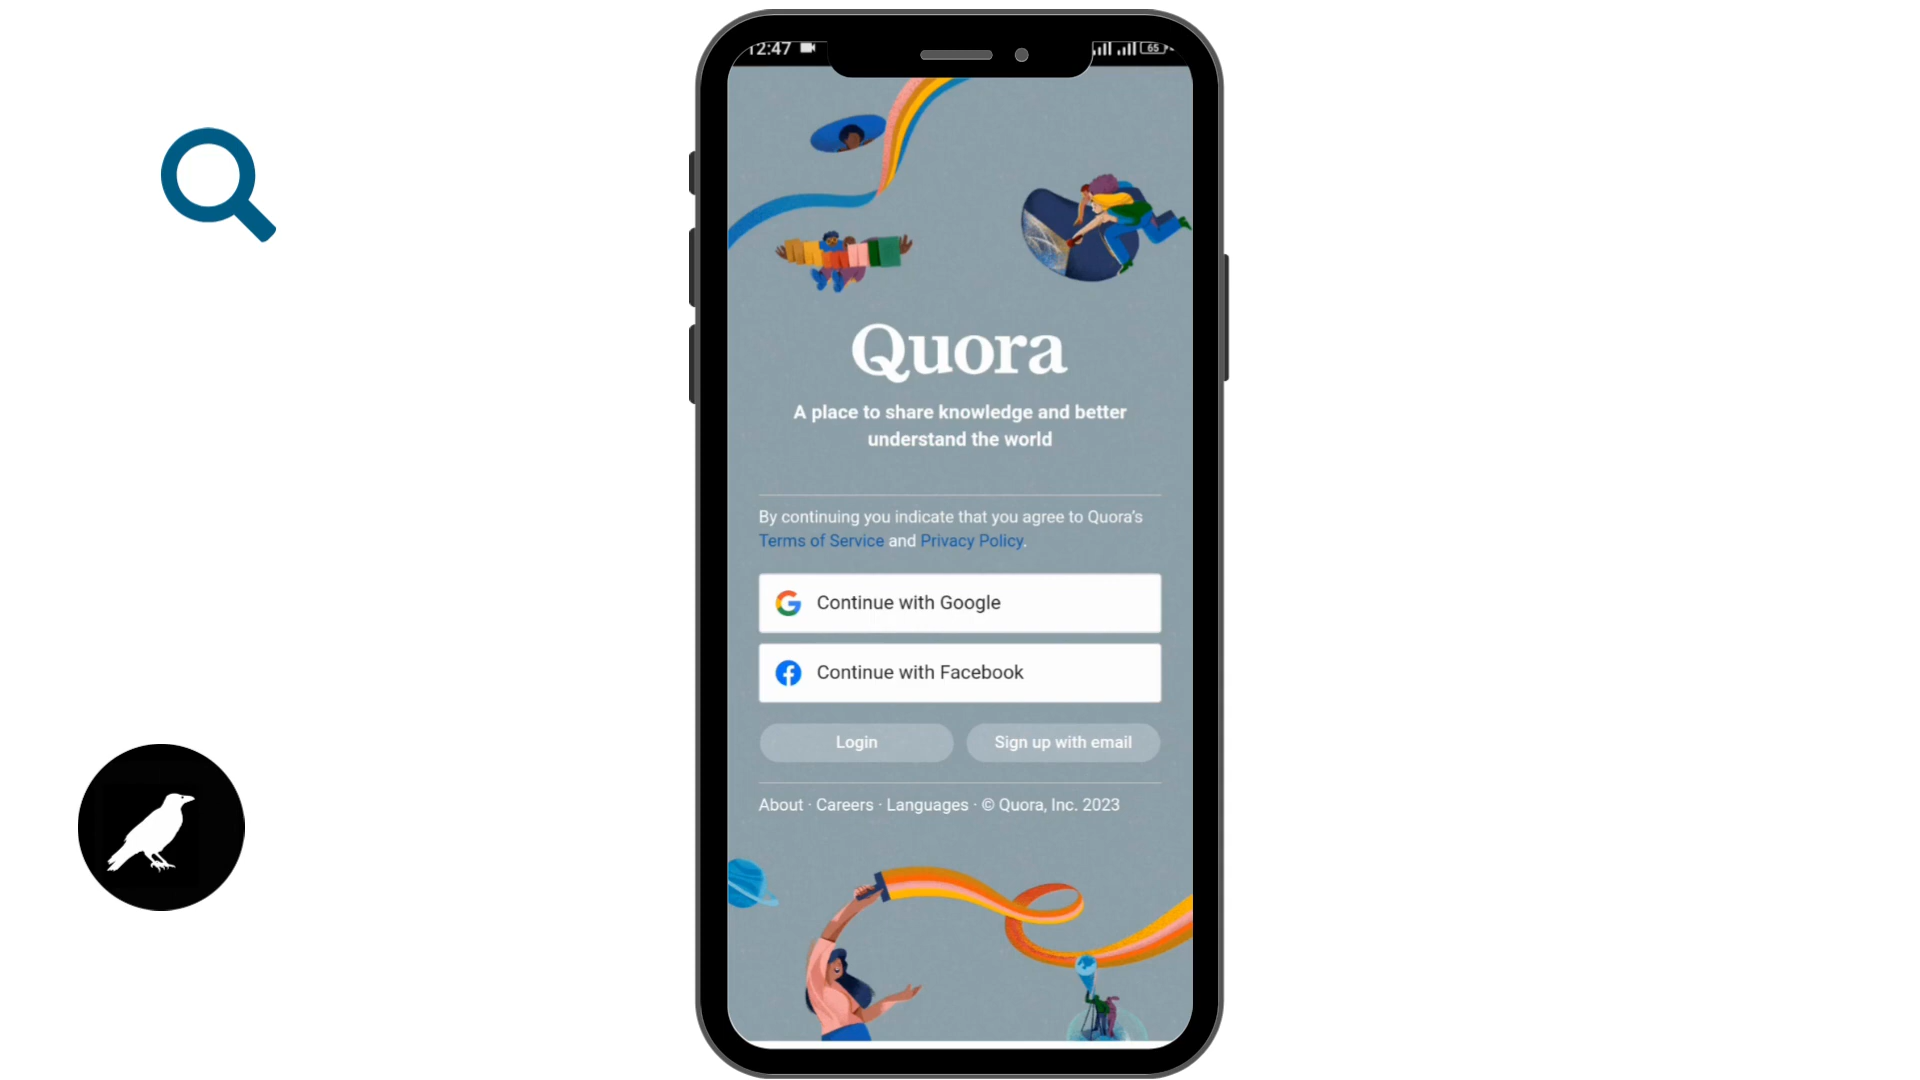 12:47
65
Quora
A place to share knowledge and better
understand the world
By continuing you indicate that you agree to Quora's
Terms of Service and Privacy Policy.
Continue with Google
Continue with Facebook
Login
Sign up with email
About · Careers · Languages · © Quora, Inc. 2023